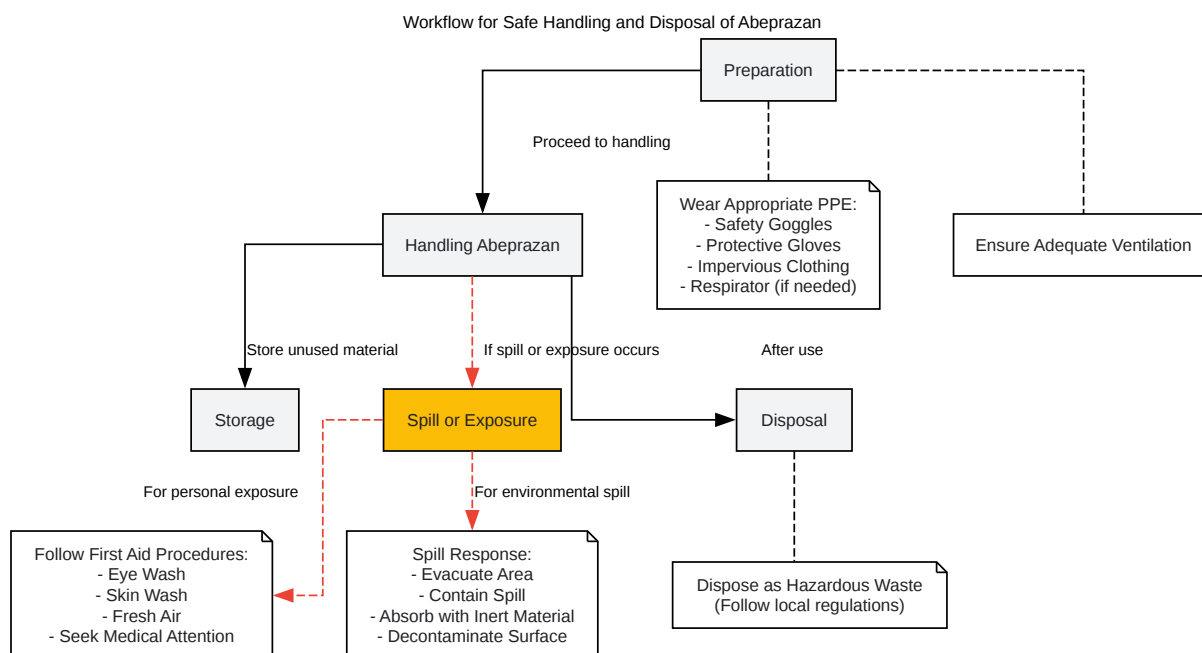 Workflow for Safe Handling and Disposal of Abeprazan
Preparation
Proceed to handling
Wear Appropriate PPE:
- Safety Goggles
- Protective Gloves
- Impervious Clothing
- Respirator (if needed)
Ensure Adequate Ventilation
Handling Abeprazan
Store unused material
If spill or exposure occurs
After use
Storage
Spill or Exposure
Disposal
For personal exposure
For environmental spill
Follow First Aid Procedures:
- Eye Wash
- Skin Wash
- Fresh Air
- Seek Medical Attention
Spill Response:
- Evacuate Area
- Contain Spill
- Absorb with Inert Material
- Decontaminate Surface
Dispose as Hazardous Waste
(Follow local regulations)